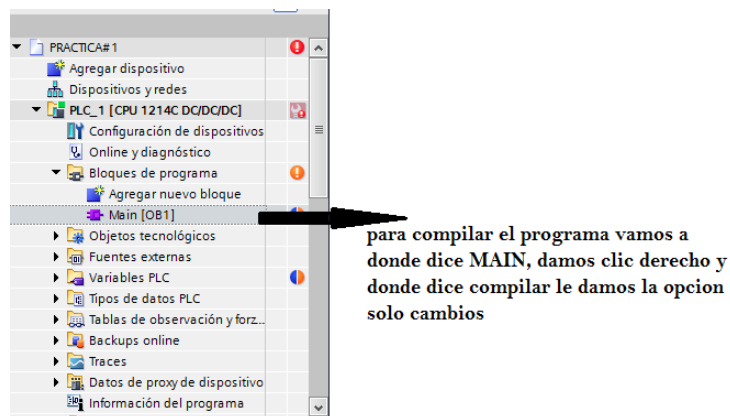 PRACTICA#1
Agregar dispositivo
Dispositivos y redes
PLC_1 [CPU 1214C DC/DC/DC]
Configuración de dispositivos
Online y diagnóstico
Bloques de programa
Agregar nuevo bloque
Main [OB1]
Objetos tecnológicos
Fuentes externas
Variables PLC
Tipos de datos PLC
Tablas de observación y forz...
Backups online
Traces
Datos de proxy de dispositivo
Información del programa
para compilar el programa vamos a
donde dice MAIN, damos clic derecho y
donde dice compilar le damos la opcion
solo cambios